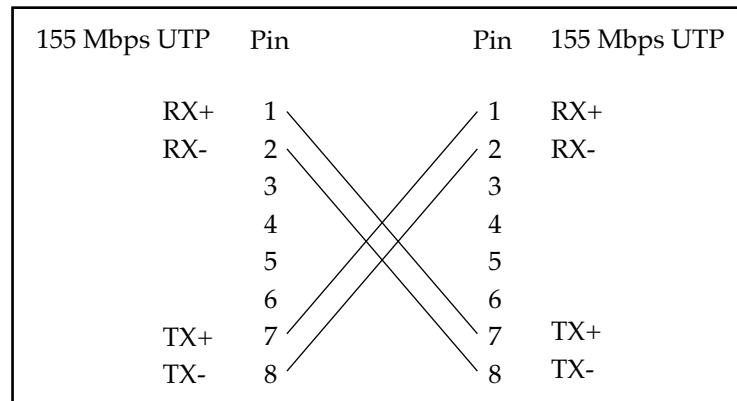 155 Mbps UTP Pin Pin 155 Mbps UTP
RX+ 1 1 RX+
RX- 2 2 RX-
3 3
4 4
5 5
6 6
TX+ 7 7 TX+
TX- 8 8 TX-